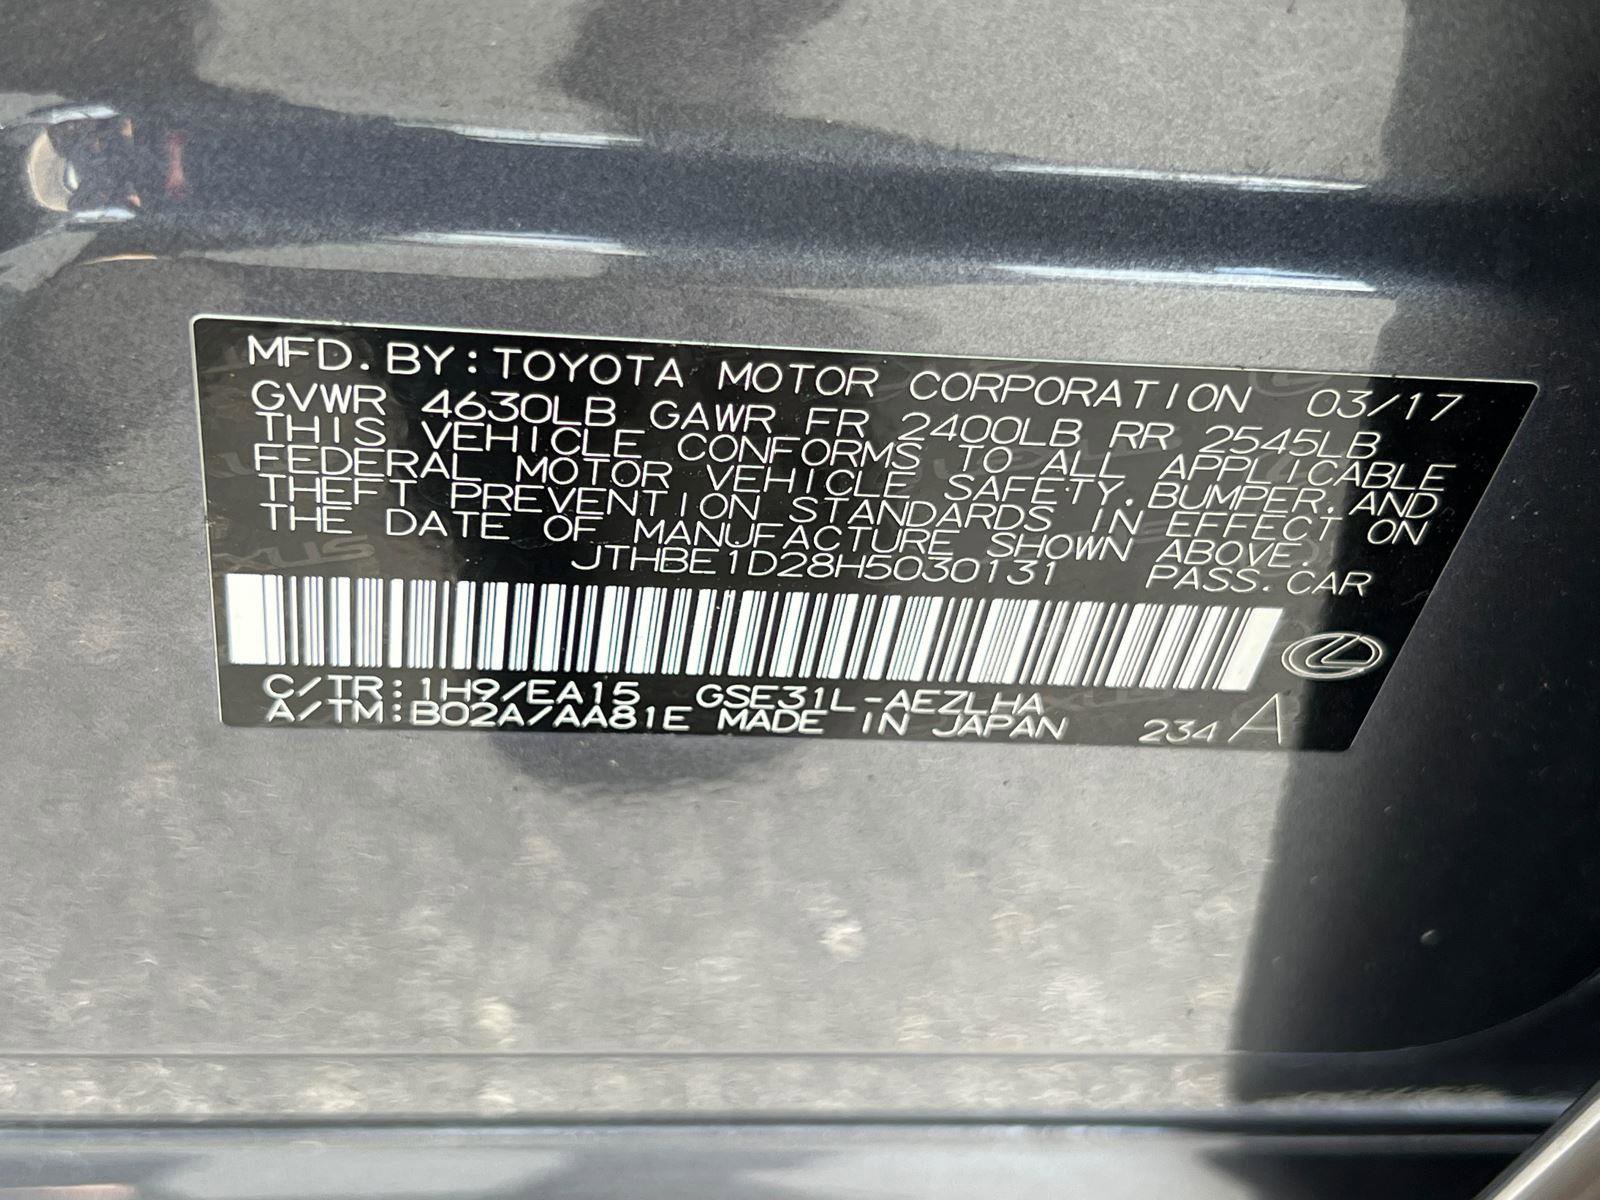 MFD. BY: TOYOTA MOTOR CORPORATION 03/17
GVWR 4630LB GAWR FR 2400LB RR 2545LB
THIS VEHICLE CONFORMS TO ALL APPLICABLE
FEDERAL MOTOR VEHICLE SAFETY, BUMPER, AND
THEFT PREVENTION STANDARDS IN EFFECT ON
THE DATE OF MANUFACTURE SHOWN ABOVE.
JTHBE1D28H5030131 PASS. CAR
C/TR: 1H9/EA15 GSE31L-AEZLHA
A/TM: B02A/AA81E MADE IN JAPAN 234 A